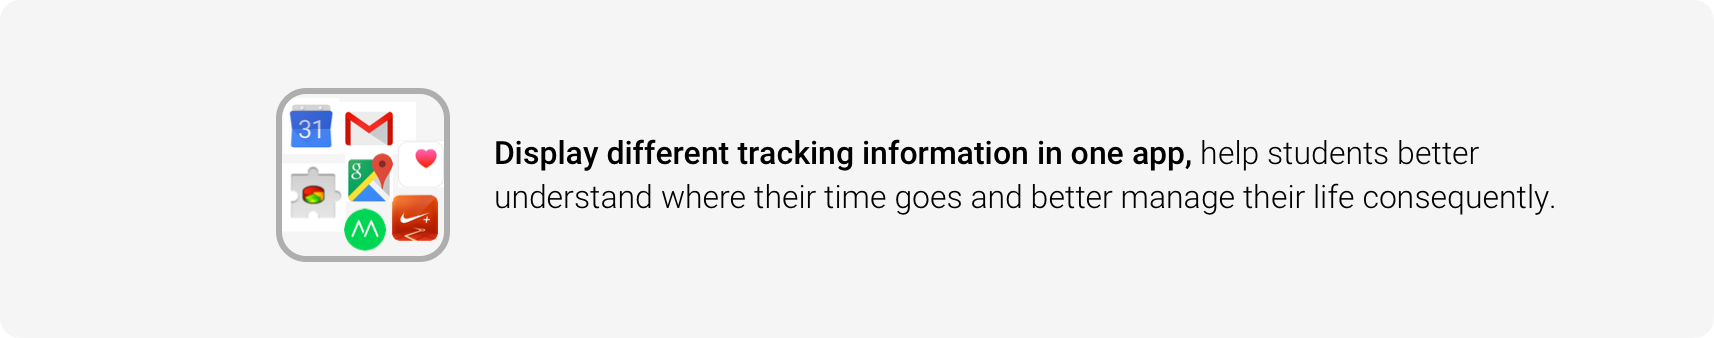 31
g
Display different tracking information in one app, help students better
understand where their time goes and better manage their life consequently.